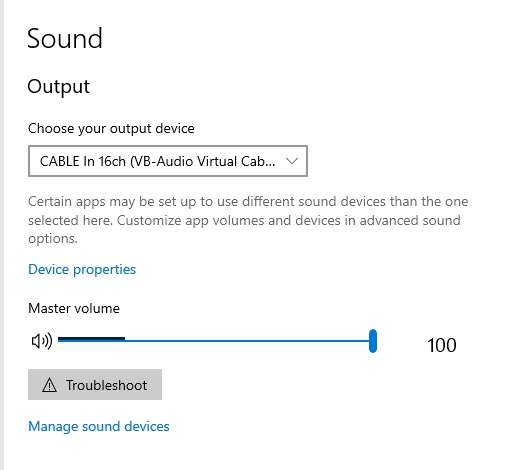 Sound
Output
Choose your output device
CABLE In 16ch (VB-Audio Virtual Cab...
Certain apps may be set up to use different sound devices than the one
selected here. Customize app volumes and devices in advanced sound
options.
Device properties
Master volume
100
Troubleshoot
Manage sound devices